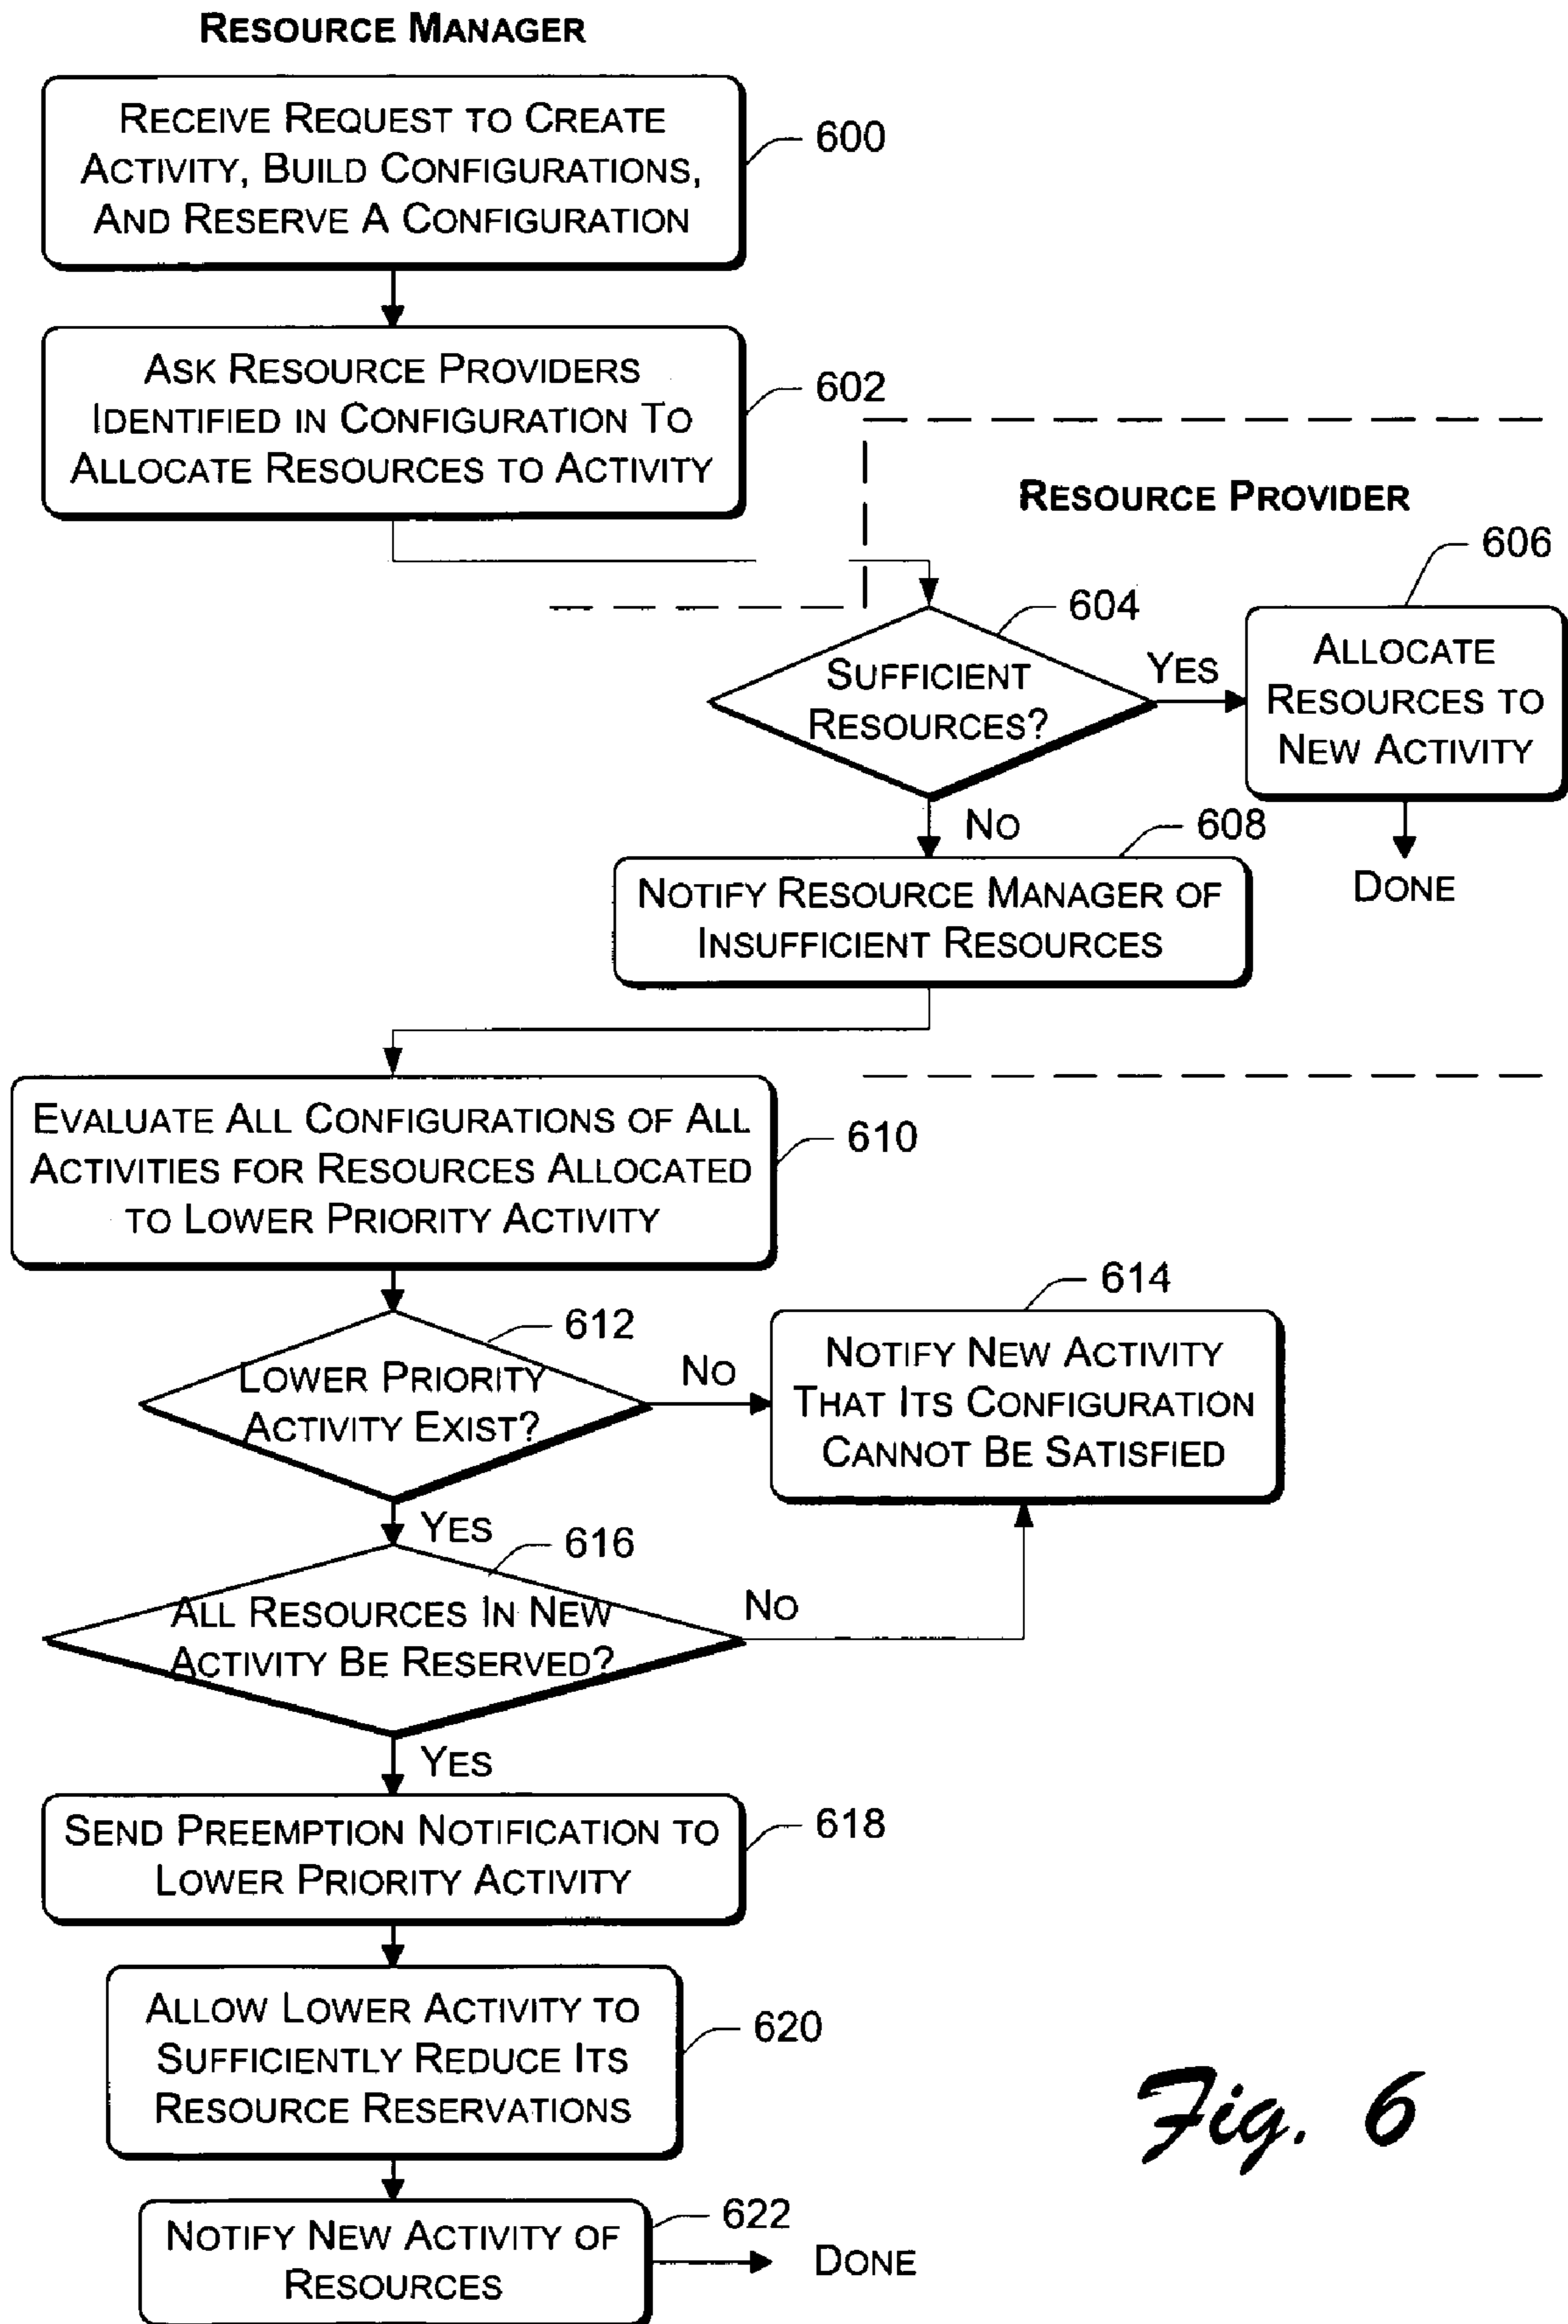 RESOURCE MANAGER
RECEIVE REQUEST TO CREATE
ACTIVITY, BUILD CONFIGURATIONS,
AND RESERVE A CONFIGURATION
600
ASK RESOURCE PROVIDERS
IDENTIFIED IN CONFIGURATION TO
ALLOCATE RESOURCES TO ACTIVITY
602
RESOURCE PROVIDER
604
SUFFICIENT
RESOURCES?
YES
606
ALLOCATE
RESOURCES TO
NEW ACTIVITY
DONE
NO
608
NOTIFY RESOURCE MANAGER OF
INSUFFICIENT RESOURCES
EVALUATE ALL CONFIGURATIONS OF ALL
ACTIVITIES FOR RESOURCES ALLOCATED
TO LOWER PRIORITY ACTIVITY
610
612
LOWER PRIORITY
ACTIVITY EXIST?
NO
614
NOTIFY NEW ACTIVITY
THAT ITS CONFIGURATION
CANNOT BE SATISFIED
YES
616
ALL RESOURCES IN NEW
ACTIVITY BE RESERVED?
NO
YES
SEND PREEMPTION NOTIFICATION TO
LOWER PRIORITY ACTIVITY
618
ALLOW LOWER ACTIVITY TO
SUFFICIENTLY REDUCE ITS
RESOURCE RESERVATIONS
620
NOTIFY NEW ACTIVITY OF
RESOURCES
622
DONE
Fig. 6